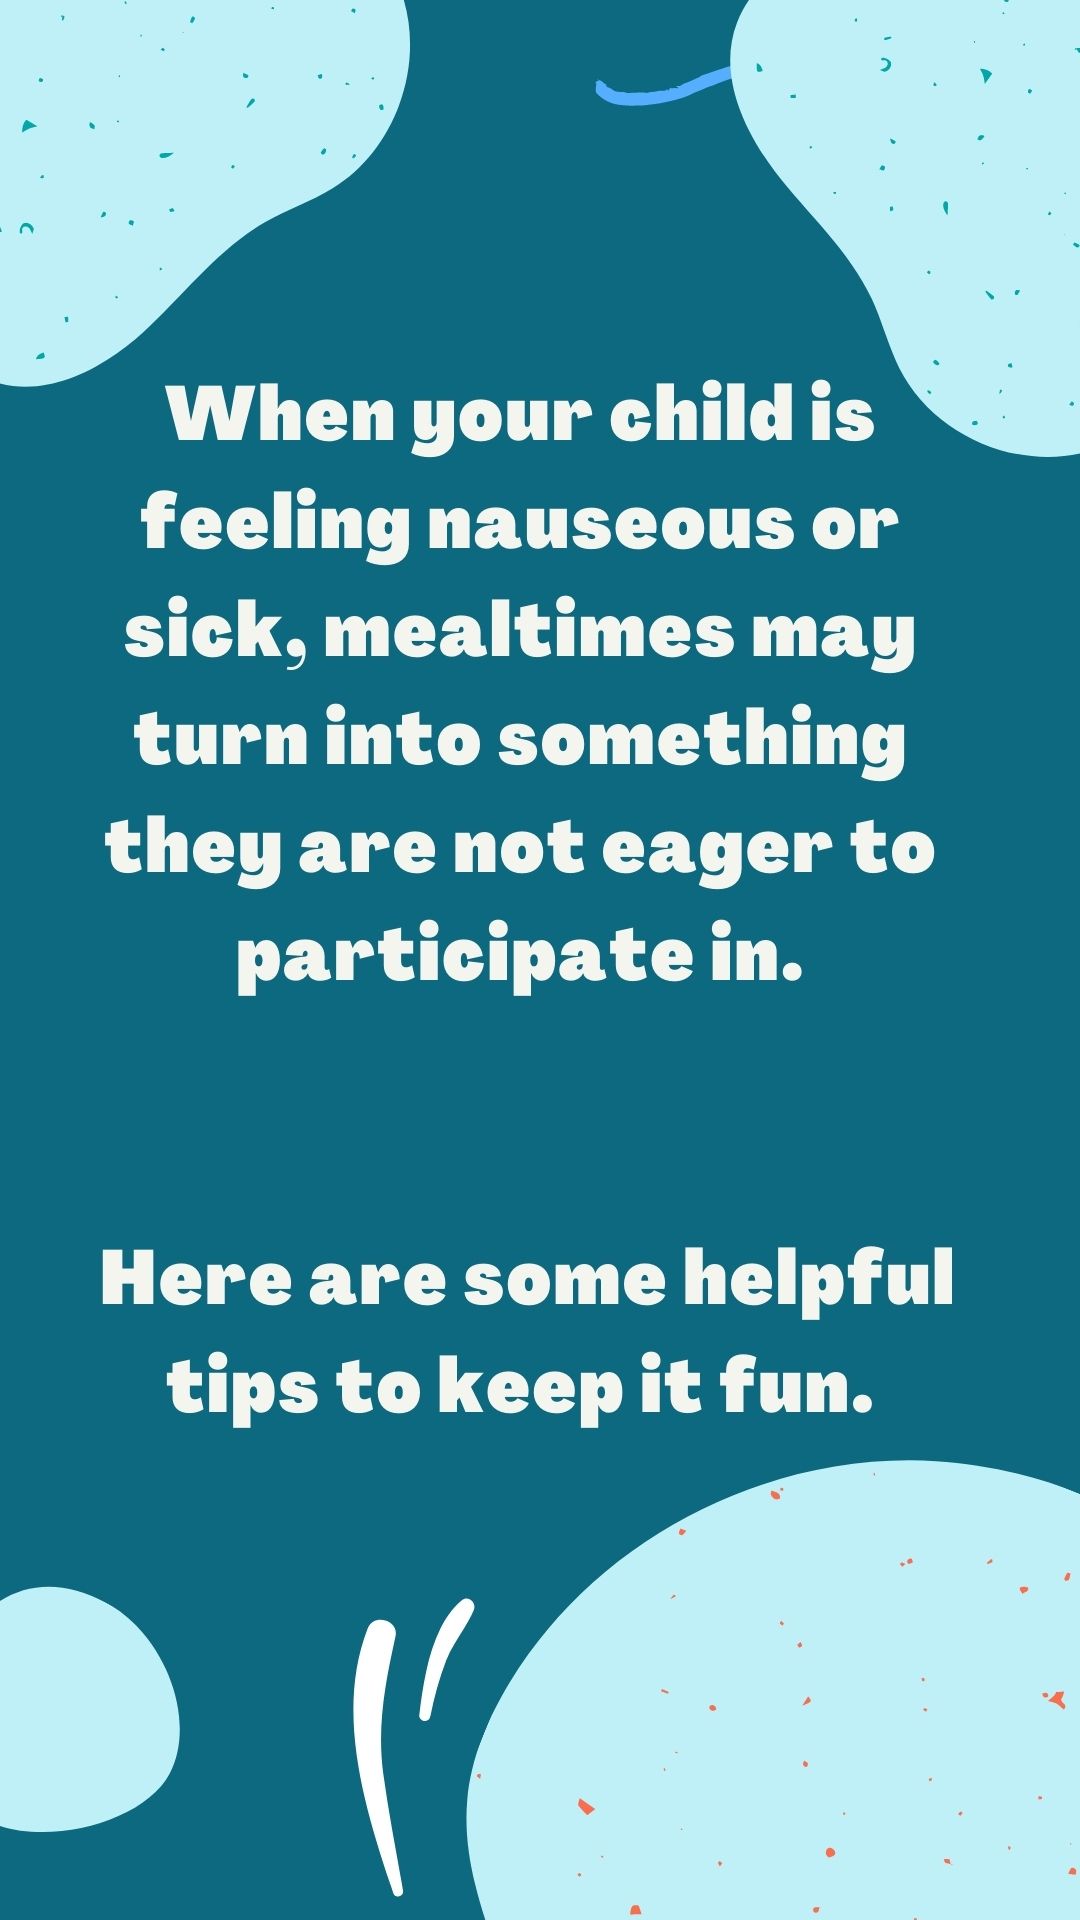 When your child is
feeling nauseous or
sick, mealtimes may
turn into something
they are not eager to
participate in.
Here are some helpful
tips to keep it fun.